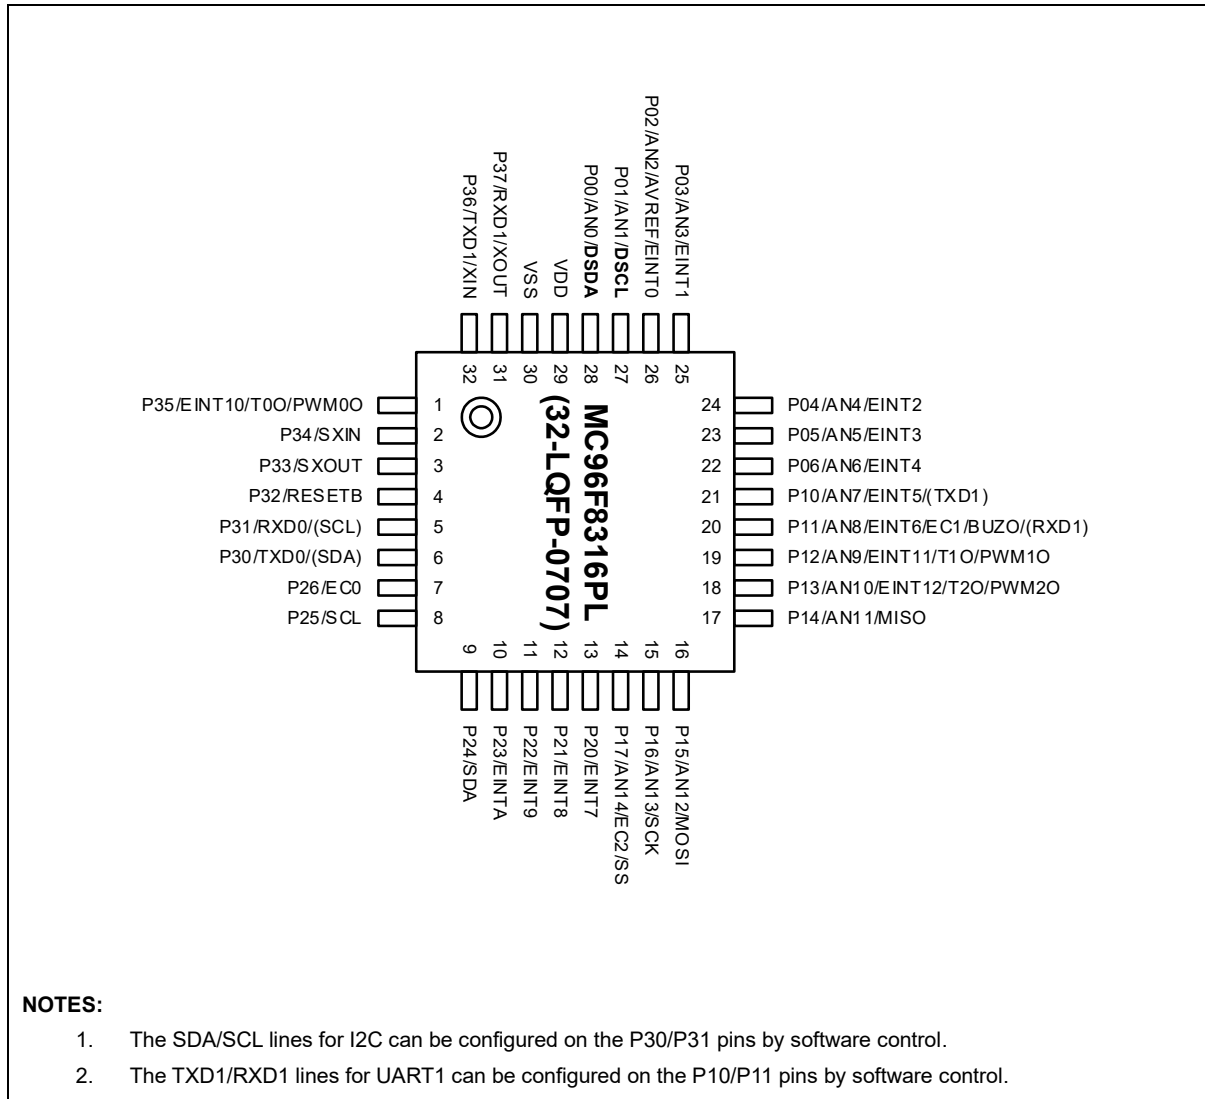 P36/TXD1/XIN
P37/RXD1/XOUT
VSS
VDD
P00/AN0/DSDA
P01/AN1/DSCL
P02/AN2/AVREF/EINT0
P03/AN3/EINT1
32
31
30
29
28
27
26
25
P35/EINT10/T0O/PWM0O
1
P34/SXIN
2
P33/SXOUT
3
P32/RESETB
4
P31/RXD0/(SCL)
5
P30/TXD0/(SDA)
6
P26/EC0
7
P25/SCL
8
MC96F8316PL
(32-LQFP-0707)
24
P04/AN4/EINT2
23
P05/AN5/EINT3
22
P06/AN6/EINT4
21
P10/AN7/EINT5/(TXD1)
20
P11/AN8/EINT6/EC1/BUZO/(RXD1)
19
P12/AN9/EINT11/T1O/PWM1O
18
P13/AN10/EINT12/T2O/PWM2O
17
P14/AN11/MISO
9
10
11
12
13
14
15
16
P24/SDA
P23/EINTA
P22/EINT9
P21/EINT8
P20/EINT7
P17/AN14/EC2/SS
P16/AN13/SCK
P15/AN12/MOSI
NOTES:
1. The SDA/SCL lines for I2C can be configured on the P30/P31 pins by software control.
2. The TXD1/RXD1 lines for UART1 can be configured on the P10/P11 pins by software control.